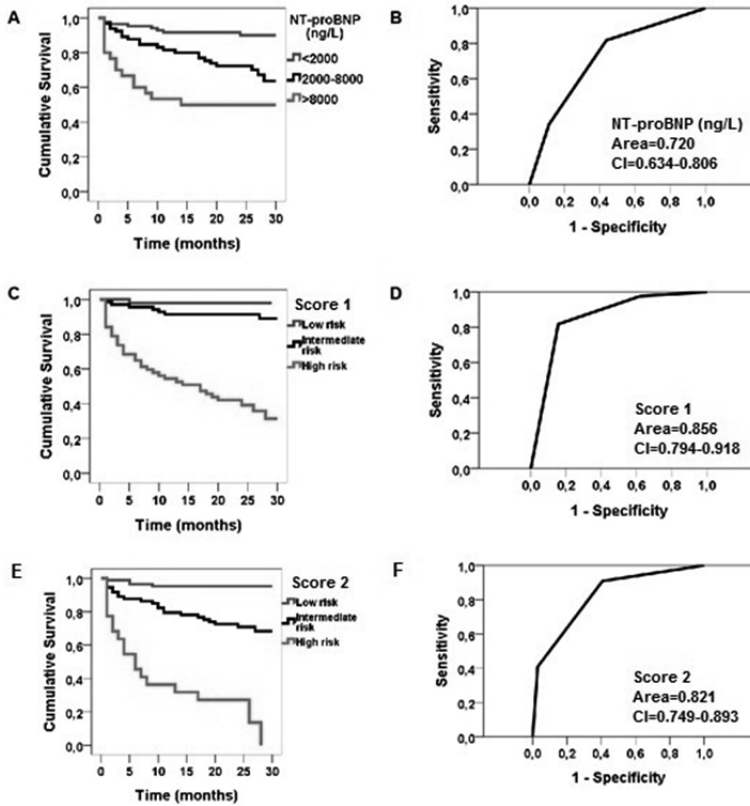 A
NT-proBNP
(ng/L)
<2000
2000-8000
>8000
Cumulative Survival
1,0
0,8
0,6
0,4
0,2
0,0
0 5 10 15 20 25 30
Time (months)
B
Sensitivity
1,0
0,8
0,6
0,4
0,2
0,0
NT-proBNP (ng/L)
Area=0.720
CI=0.634-0.806
0,0 0,2 0,4 0,6 0,8 1,0
1 - Specificity
C
Score 1
Low risk
Intermediate
risk
High risk
Cumulative Survival
1,0
0,8
0,6
0,4
0,2
0,0
0 5 10 15 20 25 30
Time (months)
D
Sensitivity
1,0
0,8
0,6
0,4
0,2
0,0
Score 1
Area=0.856
CI=0.794-0.918
0,0 0,2 0,4 0,6 0,8 1,0
1 - Specificity
E
Score 2
Low risk
Intermediate
risk
High risk
Cumulative Survival
1,0
0,8
0,6
0,4
0,2
0,0
0 5 10 15 20 25 30
Time (months)
F
Sensitivity
1,0
0,8
0,6
0,4
0,2
0,0
Score 2
Area=0.821
CI=0.749-0.893
0,0 0,2 0,4 0,6 0,8 1,0
1 - Specificity